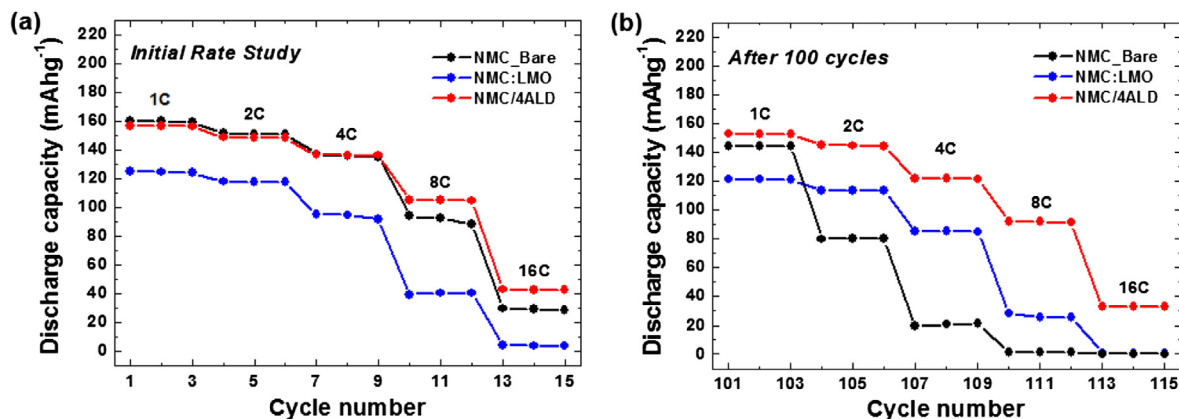 (a)
Initial Rate Study
NMC_Bare
NMC:LMO
NMC/4ALD
1C
2C
4C
8C
16C
220
200
180
160
140
120
100
80
60
40
20
0
Discharge capacity (mAhg-1)
1 3 5 7 9 11 13 15
Cycle number
(b)
After 100 cycles
NMC_Bare
NMC:LMO
NMC/4ALD
1C
2C
4C
8C
16C
220
200
180
160
140
120
100
80
60
40
20
0
Discharge capacity (mAhg-1)
101 103 105 107 109 111 113 115
Cycle number